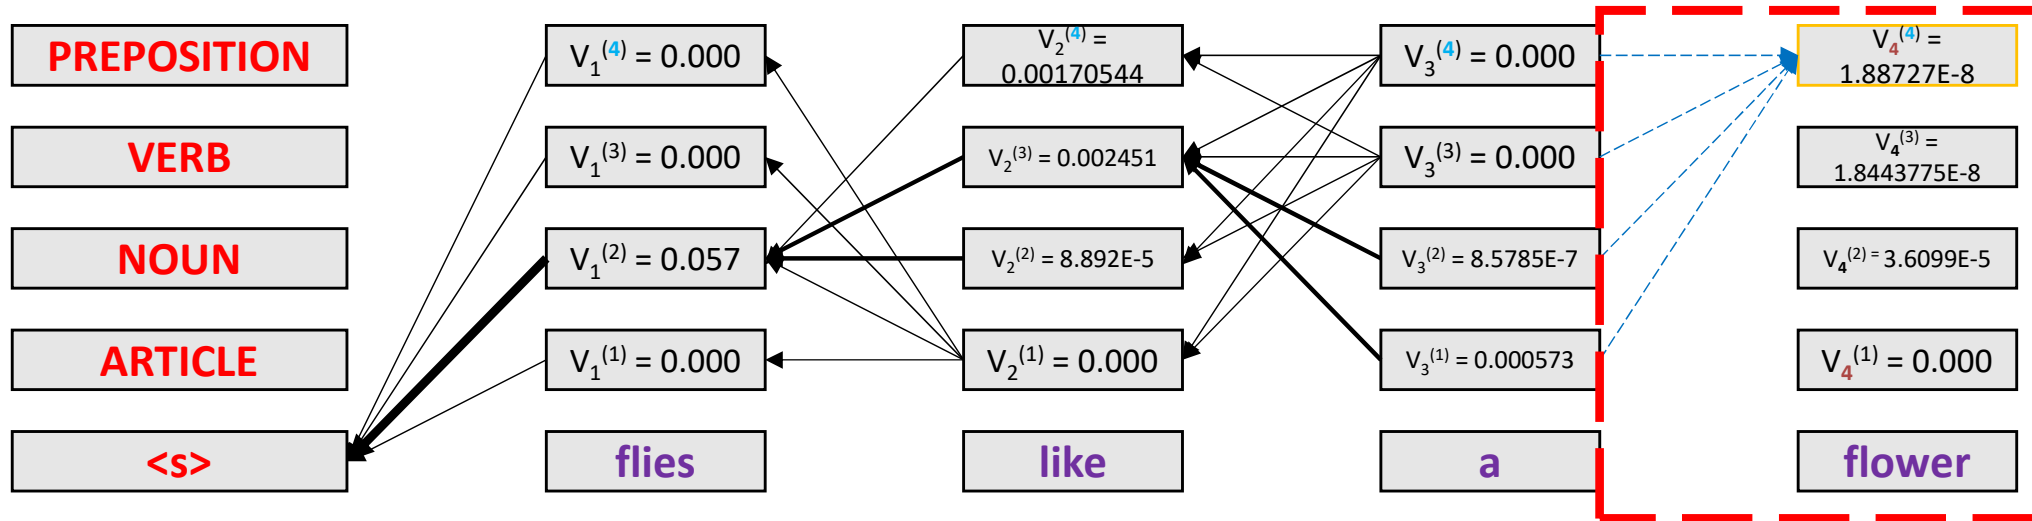 PREPOSITION
V₁⁽⁴⁾ = 0.000
V₂⁽⁴⁾ =
0.00170544
V₃⁽⁴⁾ = 0.000
V₄⁽⁴⁾ =
1.88727E-8
VERB
V₁⁽³⁾ = 0.000
V₂⁽³⁾ = 0.002451
V₃⁽³⁾ = 0.000
V₄⁽³⁾ =
1.8443775E-8
NOUN
V₁⁽²⁾ = 0.057
V₂⁽²⁾ = 8.892E-5
V₃⁽²⁾ = 8.5785E-7
V₄⁽²⁾ = 3.6099E-5
ARTICLE
V₁⁽¹⁾ = 0.000
V₂⁽¹⁾ = 0.000
V₃⁽¹⁾ = 0.000573
V₄⁽¹⁾ = 0.000
<s>
flies
like
a
flower